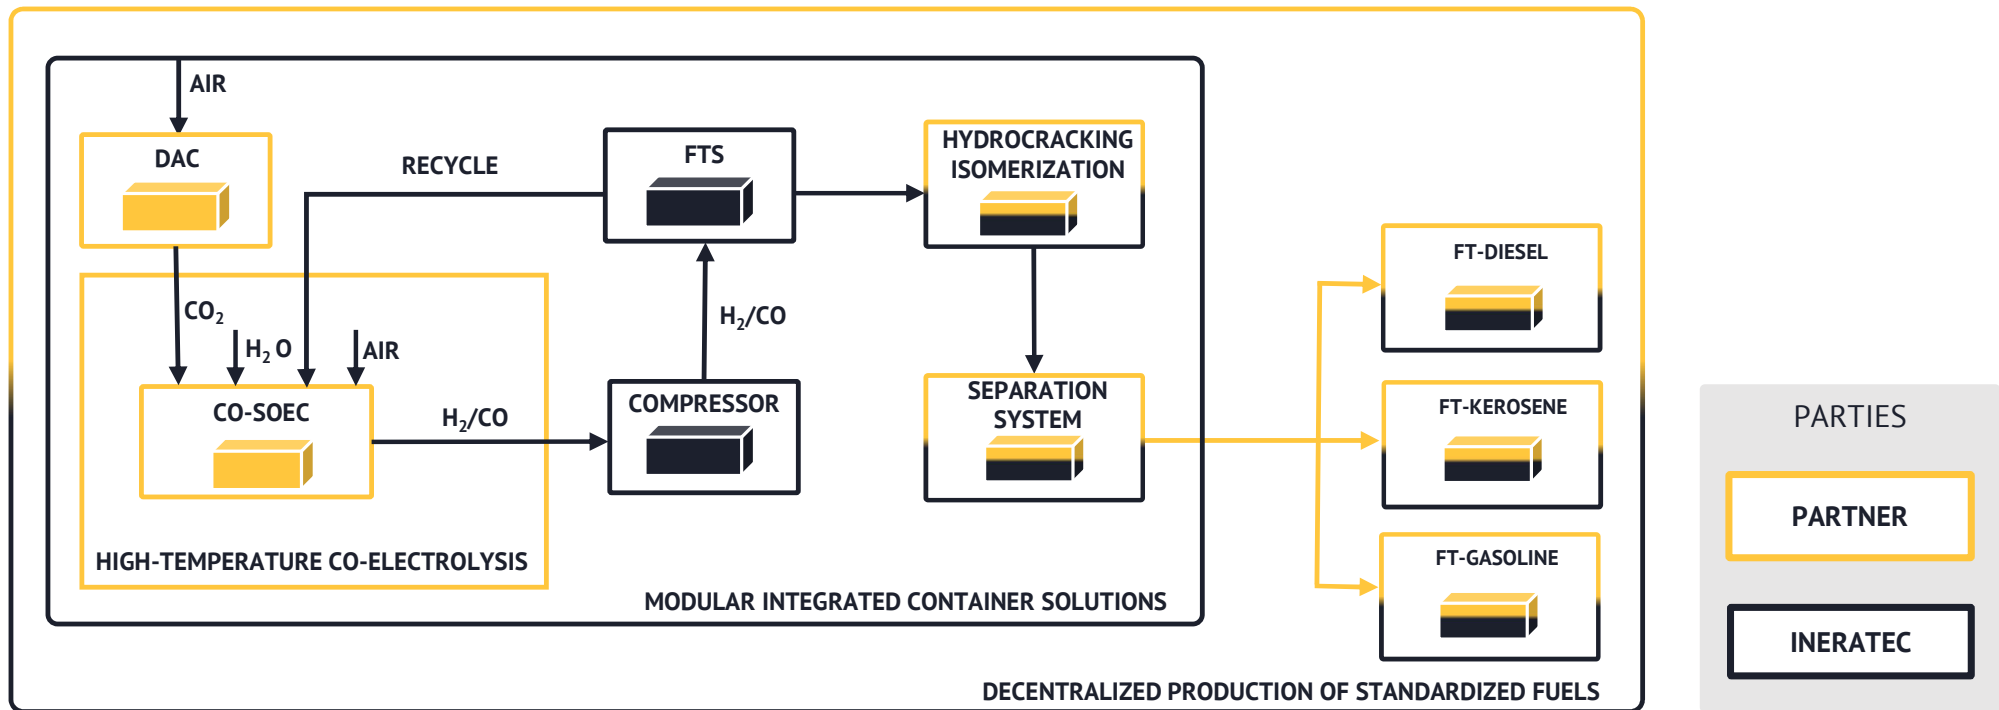 AIR
DAC
RECYCLE
FTS
HYDROCRACKING
ISOMERIZATION
CO₂
H₂ O
AIR
H₂/CO
FT-DIESEL
CO-SOEC
H₂/CO
COMPRESSOR
SEPARATION
SYSTEM
FT-KEROSENE
HIGH-TEMPERATURE CO-ELECTROLYSIS
FT-GASOLINE
MODULAR INTEGRATED CONTAINER SOLUTIONS
DECENTRALIZED PRODUCTION OF STANDARDIZED FUELS
PARTIES
PARTNER
INERATEC